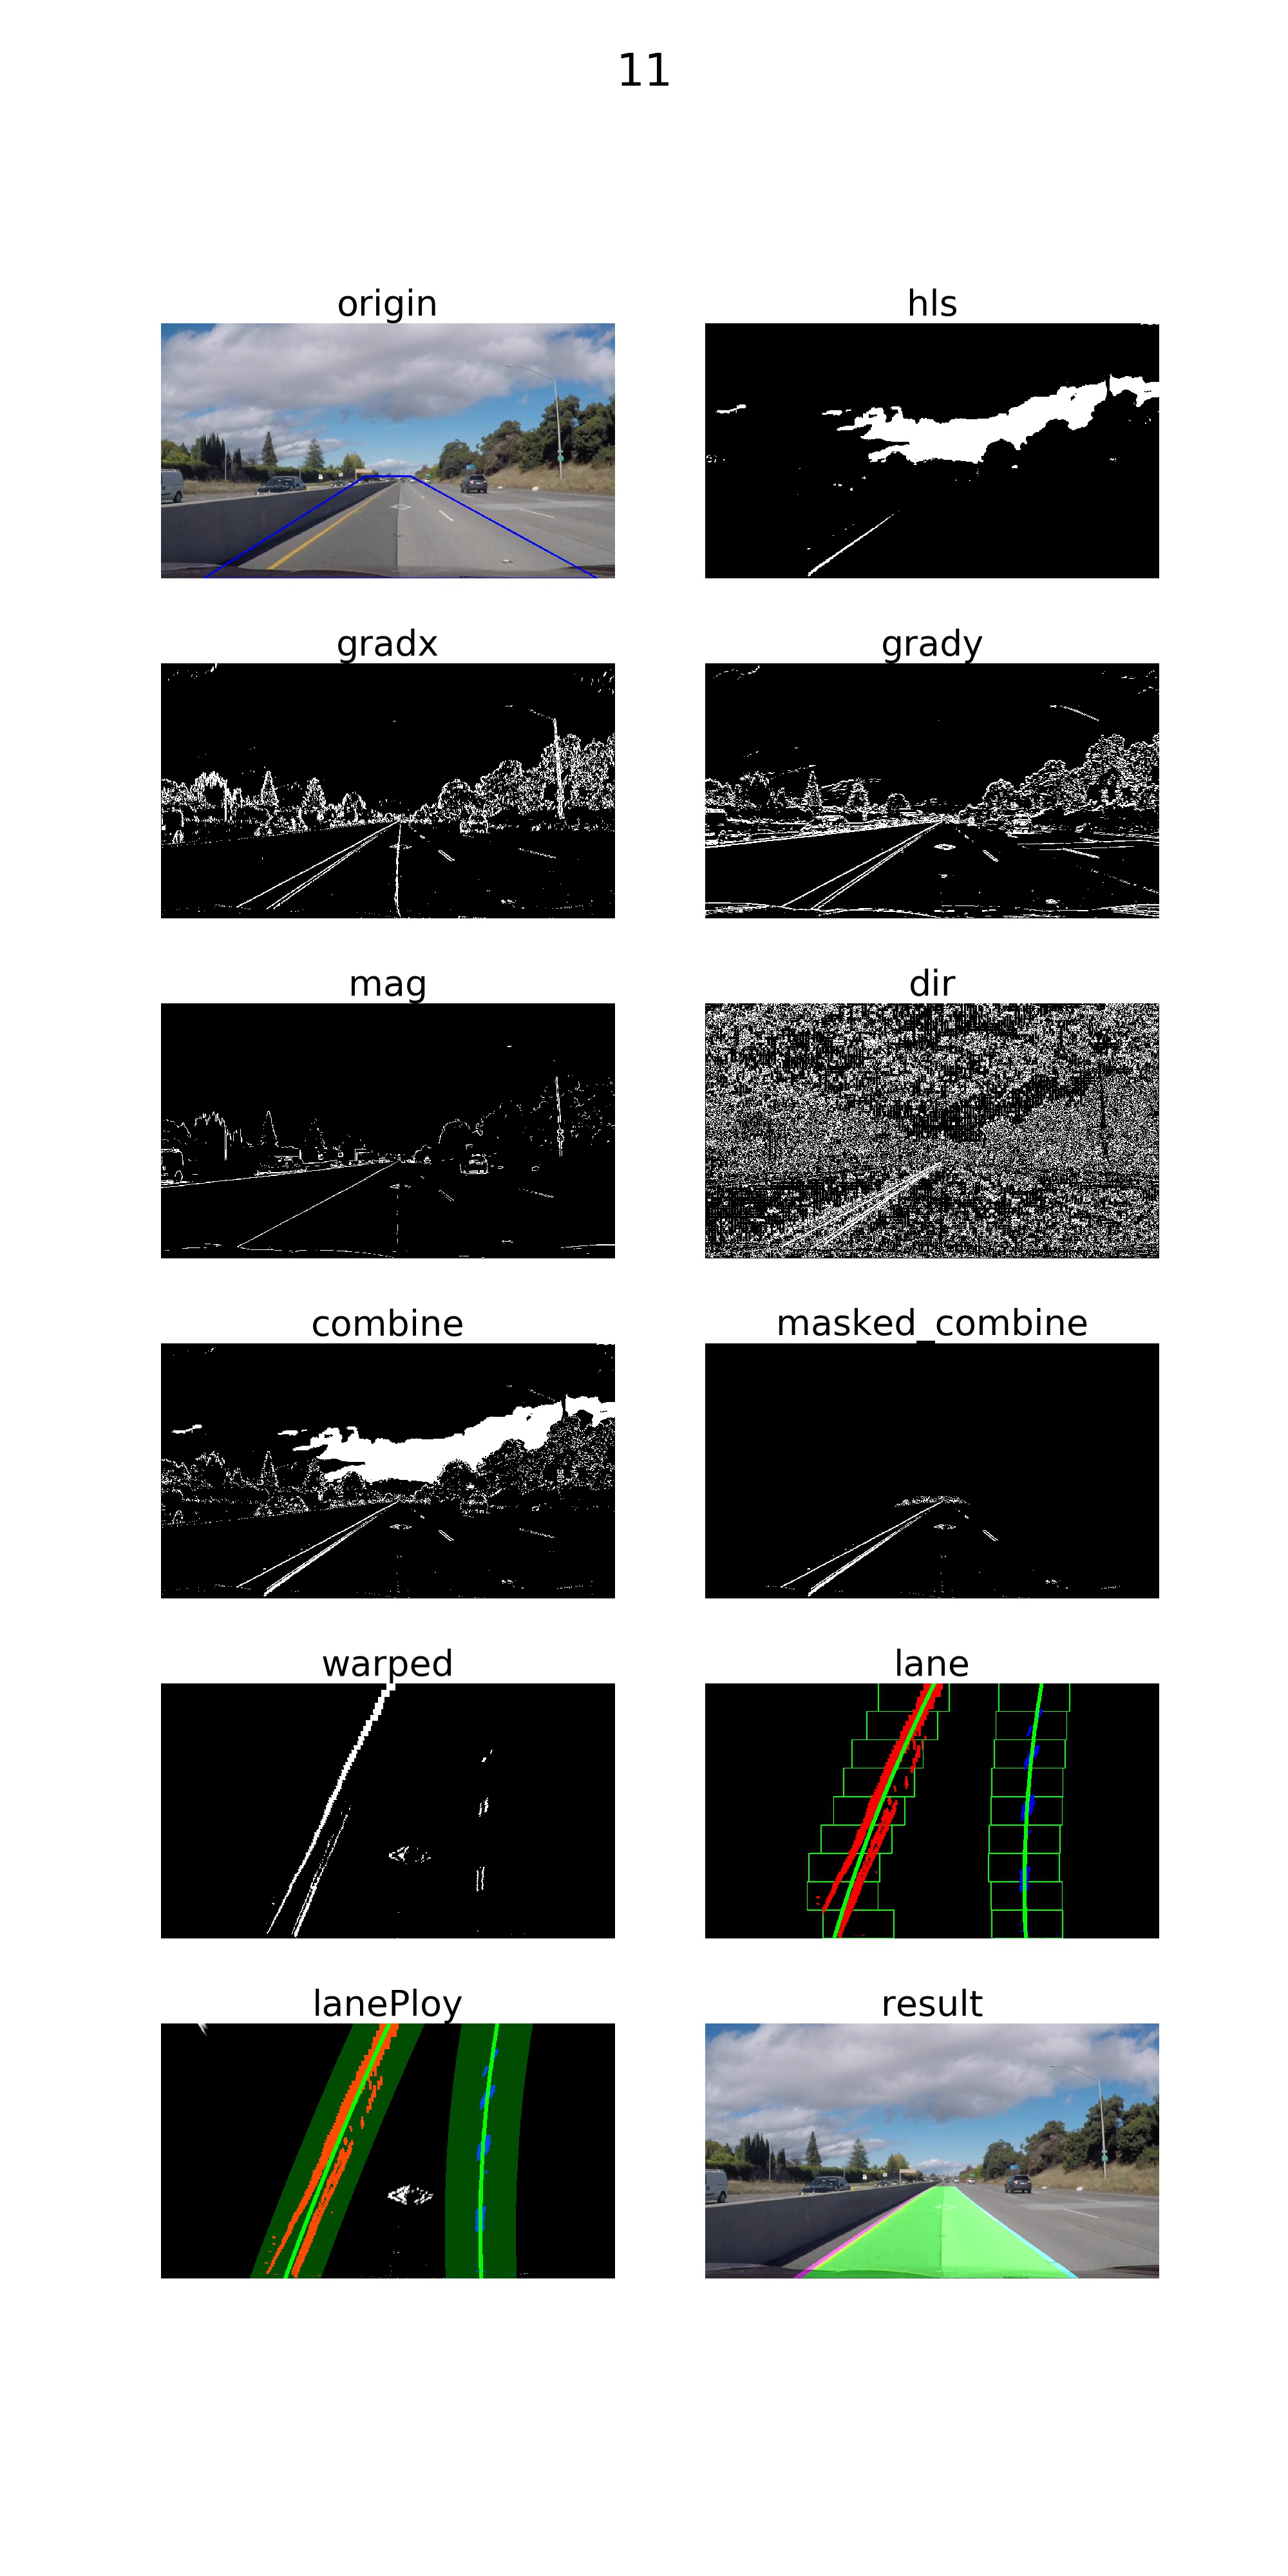 11
origin
hls
gradx
grady
mag
dir
combine
masked_combine
warped
lane
lanePloy
result